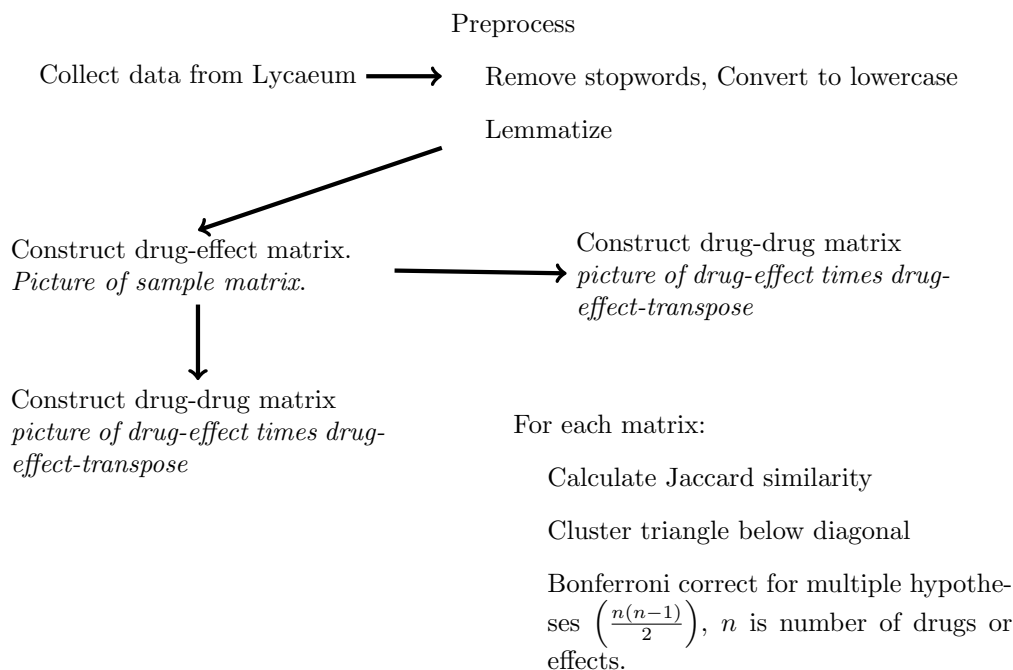 Preprocess
Collect data from Lycaeum
Remove stopwords, Convert to lowercase
Lemmatize
Construct drug-effect matrix.
Picture of sample matrix.
Construct drug-drug matrix
picture of drug-effect times drug-
effect-transpose
Construct drug-drug matrix
picture of drug-effect times drug-
effect-transpose
For each matrix:
Calculate Jaccard similarity
Cluster triangle below diagonal
Bonferroni correct for multiple hypothe-
ses (n(n−1)/2), n is number of drugs or
effects.